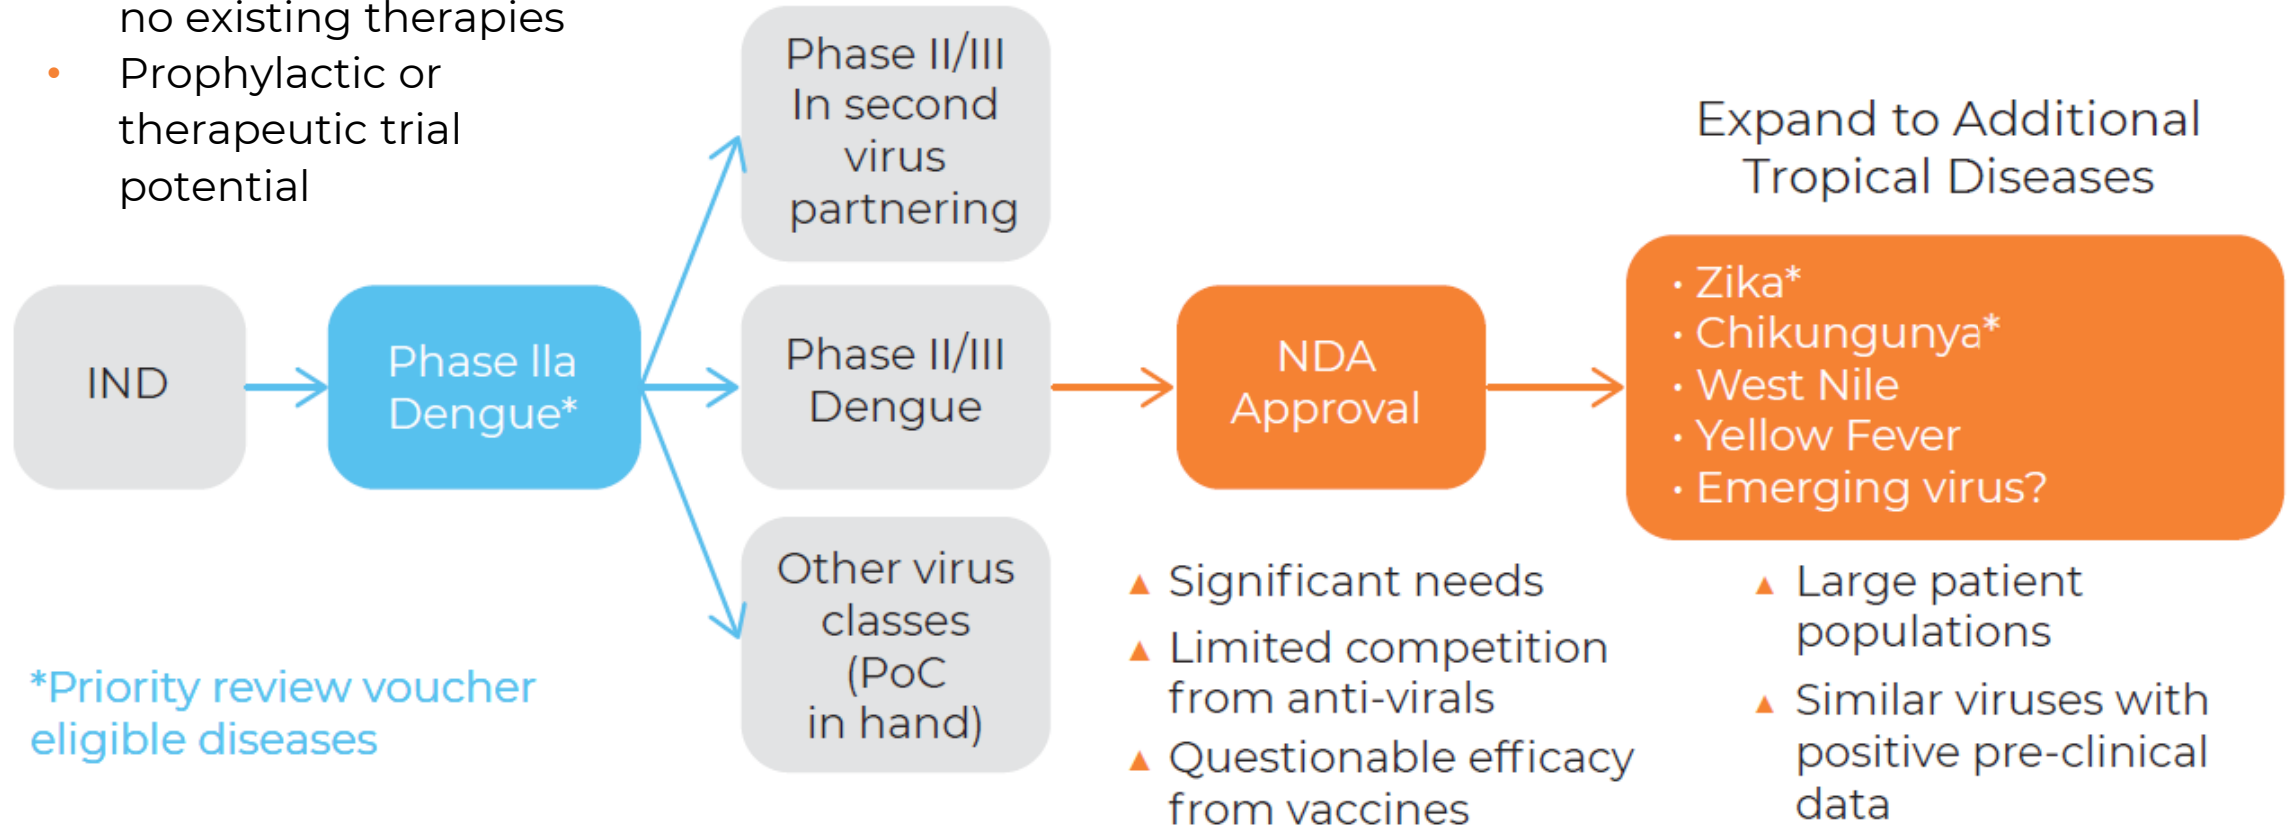 no existing therapies
• Prophylactic or
therapeutic trial
potential
IND
Phase IIa
Dengue*
Phase II/III
In second
virus
partnering
Phase II/III
Dengue
Other virus
classes
(PoC
in hand)
NDA
Approval
Expand to Additional
Tropical Diseases
· Zika*
· Chikungunya*
· West Nile
· Yellow Fever
· Emerging virus?
*Priority review voucher
eligible diseases
▲ Significant needs
▲ Limited competition
from anti-virals
▲ Questionable efficacy
from vaccines
▲ Large patient
populations
▲ Similar viruses with
positive pre-clinical
data